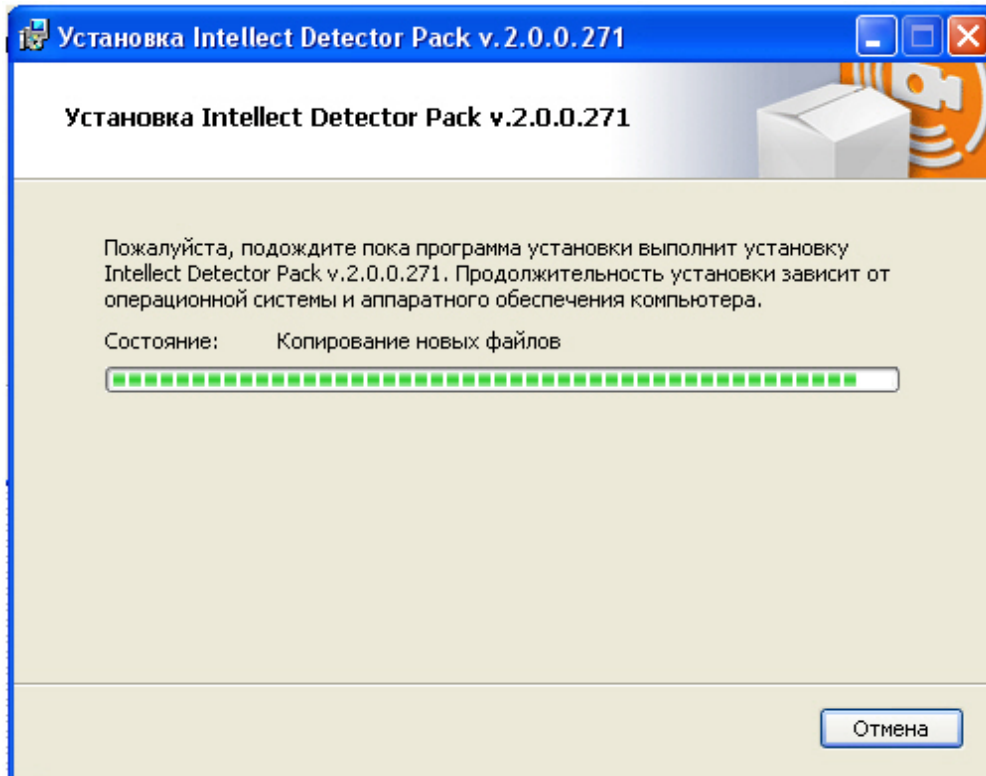 Установка Intellect Detector Pack v.2.0.0.271
Установка Intellect Detector Pack v.2.0.0.271
Пожалуйста, подождите пока программа установки выполнит установку
Intellect Detector Pack v.2.0.0.271. Продолжительность установки зависит от
операционной системы и аппаратного обеспечения компьютера.
Состояние: Копирование новых файлов
Отмена